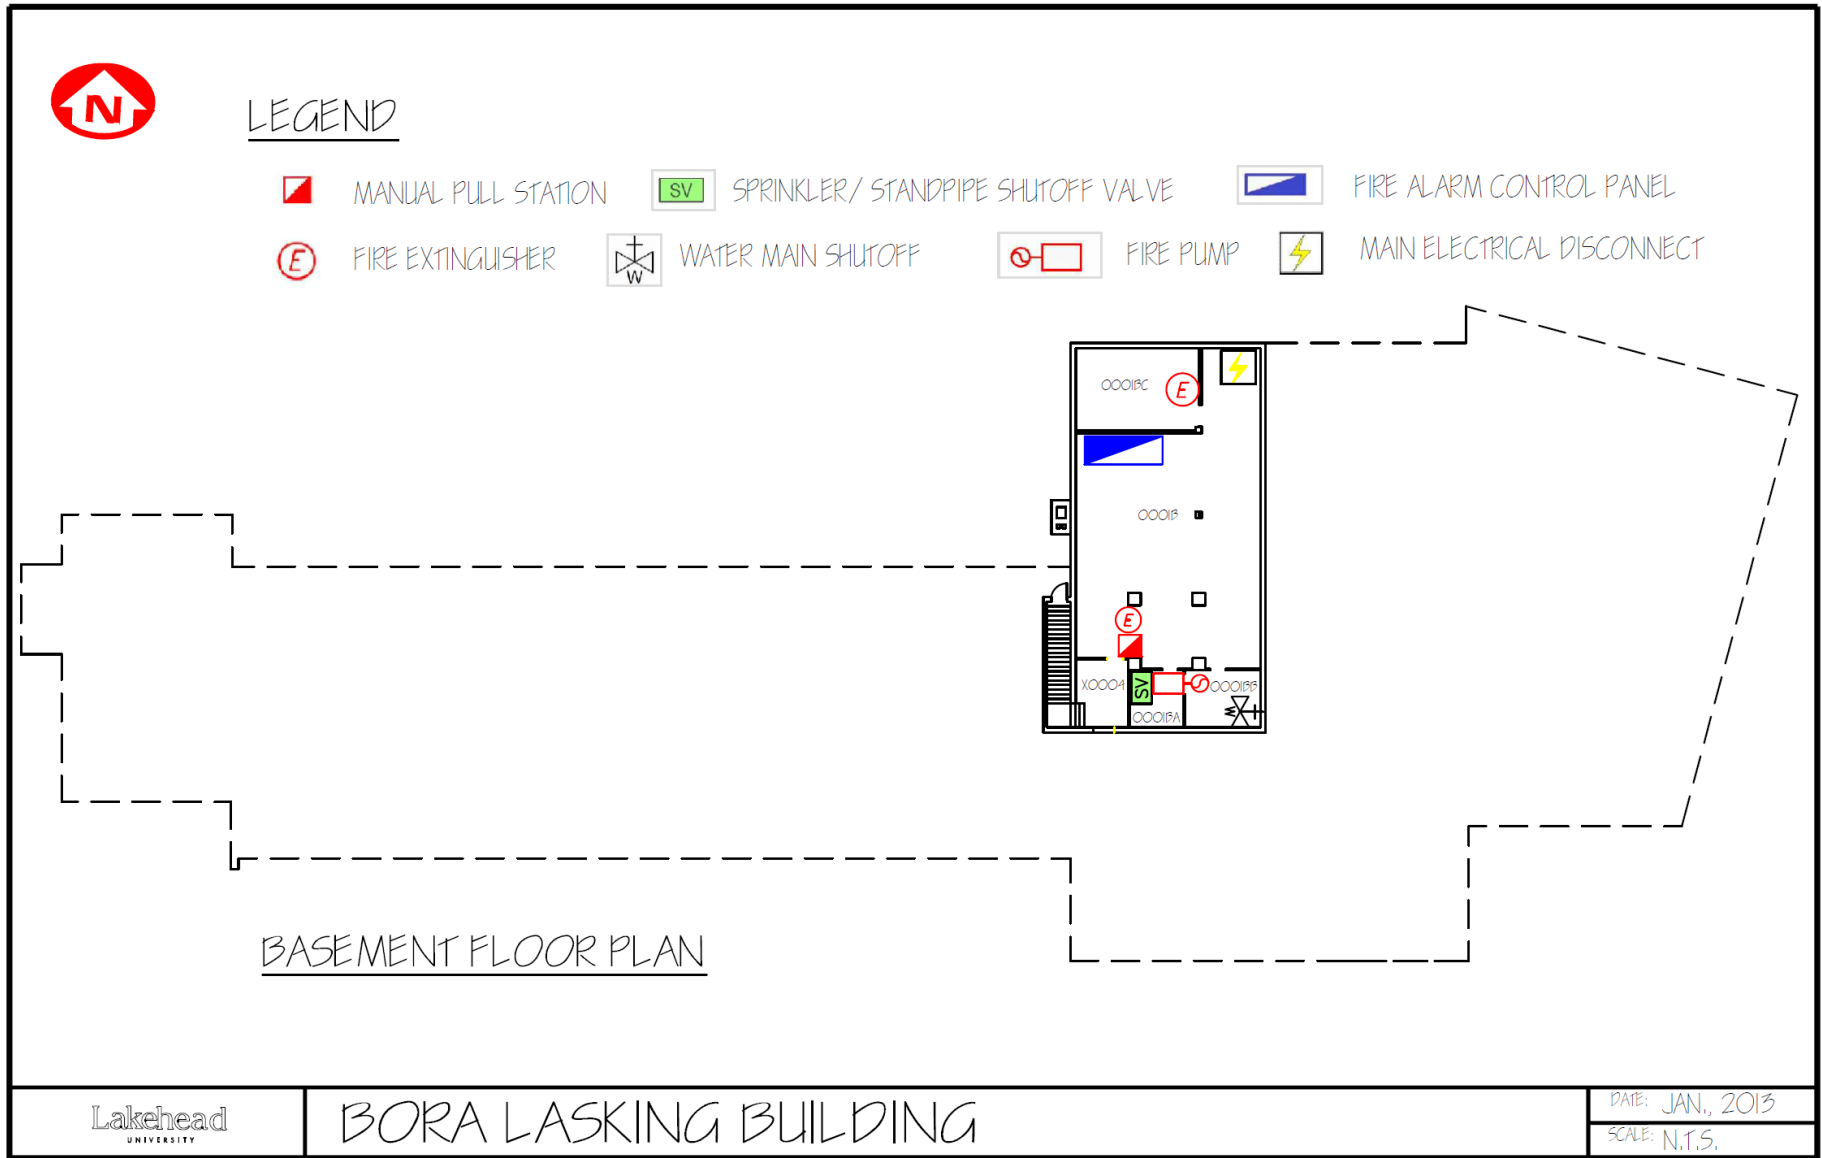 N
LEGEND
MANUAL PULL STATION
SV
SPRINKLER/ STANDPIPE SHUTOFF VALVE
FIRE ALARM CONTROL PANEL
E
FIRE EXTINGUISHER
W
WATER MAIN SHUTOFF
FIRE PUMP
MAIN ELECTRICAL DISCONNECT
0001BC
E
0001B
E
X0004
SV
0001BB
0001BA
W
BASEMENT FLOOR PLAN
Lakehead
UNIVERSITY
BORA LASKING BUILDING
DATE: JAN., 2013
SCALE: N.T.S.